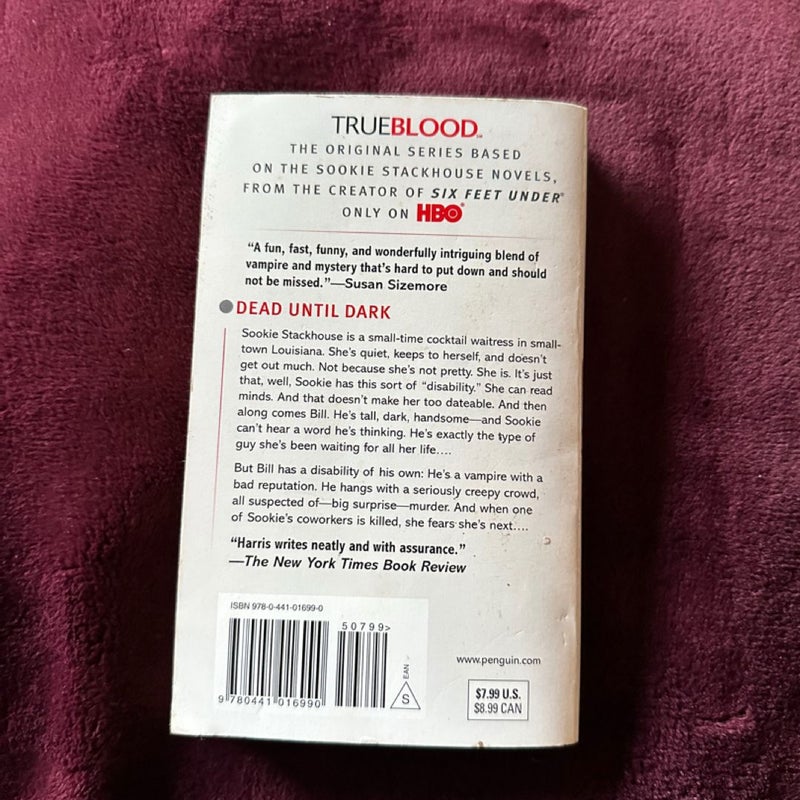 TRUEBLOOD™
THE ORIGINAL SERIES BASED
ON THE SOOKIE STACKHOUSE NOVELS,
FROM THE CREATOR OF SIX FEET UNDER®
ONLY ON HBO®
“A fun, fast, funny, and wonderfully intriguing blend of
vampire and mystery that’s hard to put down and should
not be missed.”—Susan Sizemore
DEAD UNTIL DARK
Sookie Stackhouse is a small-time cocktail waitress in small-
town Louisiana. She’s quiet, keeps to herself, and doesn’t
get out much. Not because she’s not pretty. She is. It’s just
that, well, Sookie has this sort of “disability.” She can read
minds. And that doesn’t make her too dateable. And then
along comes Bill. He’s tall, dark, handsome—and Sookie
can’t hear a word he’s thinking. He’s exactly the type of
guy she’s been waiting for all her life....
But Bill has a disability of his own: He’s a vampire with a
bad reputation. He hangs with a seriously creepy crowd,
all suspected of—big surprise—murder. And when one
of Sookie’s coworkers is killed, she fears she’s next....
“Harris writes neatly and with assurance.”
—The New York Times Book Review
ISBN 978-0-441-01699-0
50799>
9 780441 016990
EAN
S
www.penguin.com
$7.99 U.S.
$8.99 CAN